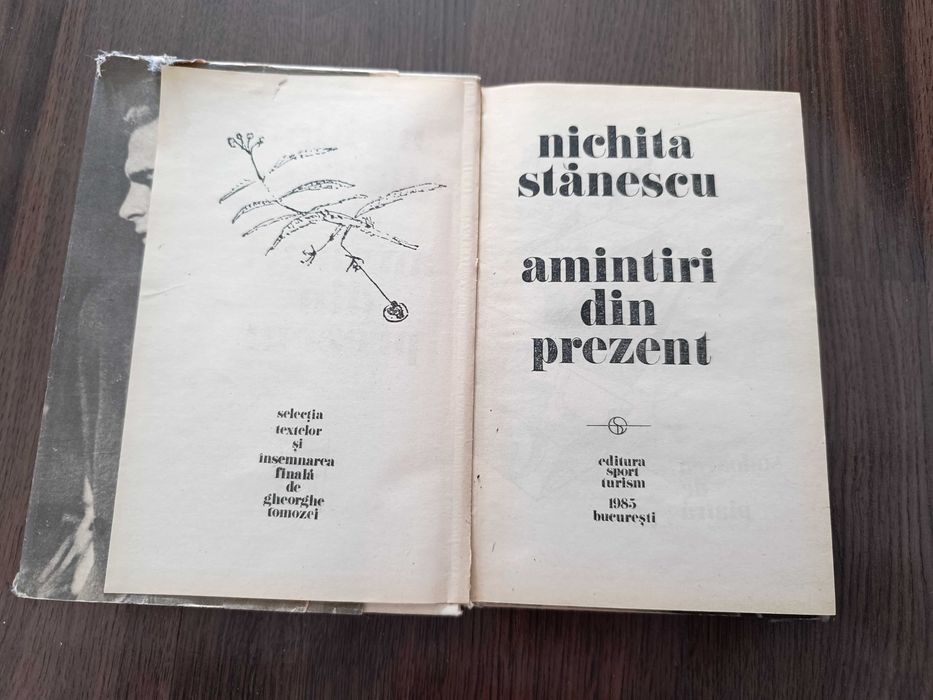 selecția
textelor
și
însemnarea
finală
de
gheorghe
tomozei
nichita
stănescu
amintiri
din
prezent
editura
sport
turism
1985
bucurești